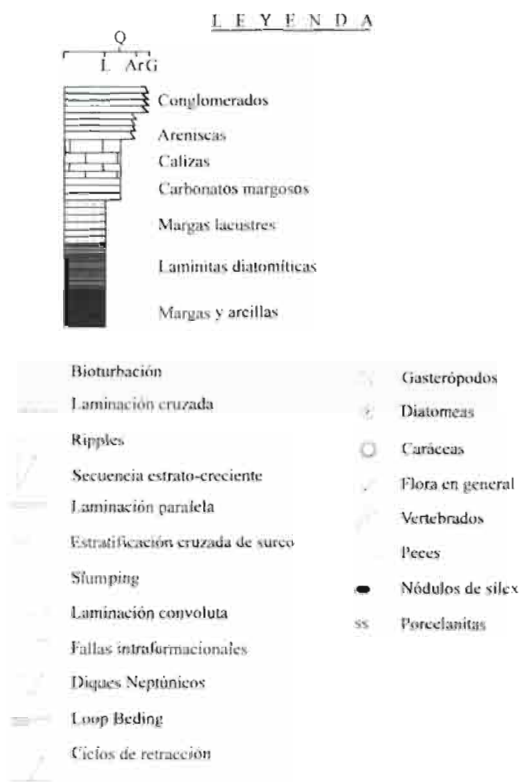 L E Y E N D A
Q
L Ar G
Conglomerados
Areniscas
Calizas
Carbonatos margosos
Margas lacustres
Laminitas diatomíticas
Margas y arcillas
Bioturbación
Laminación cruzada
Ripples
Secuencia estrato-creciente
Laminación paralela
Estratificación cruzada de surco
Slumping
Laminación convoluta
Fallas intraformacionales
Diques Neptúnicos
Loop Beding
Ciclos de retracción
Gasterópodos
Diatomeas
Caráceas
Flora en general
Vertebrados
Peces
Nódulos de silex
ss Porcelanitas